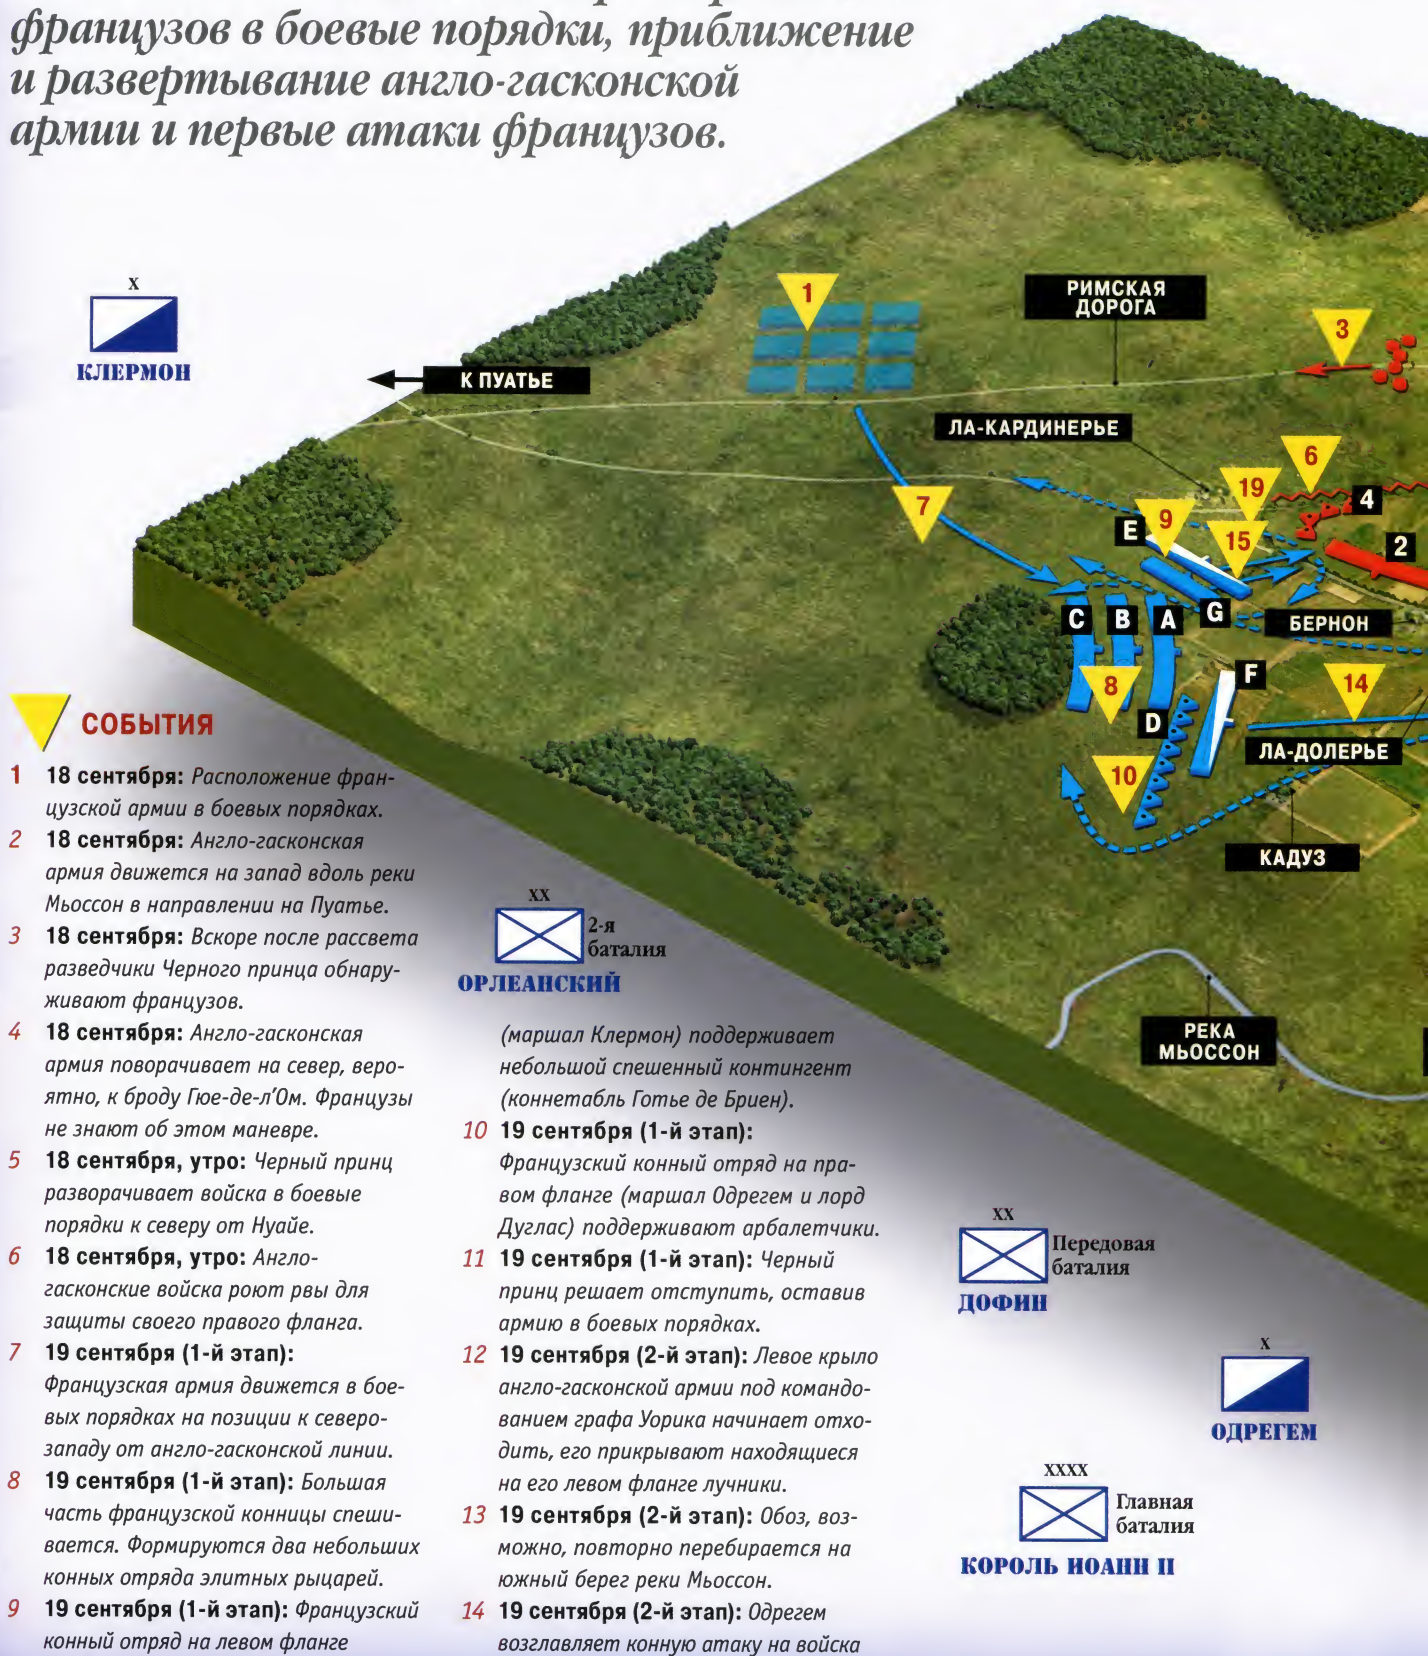 французов в боевые порядки, приближение
и развертывание англо-гасконской
армии и первые атаки французов.
X
КЛЕРМОН
К ПУАТЬЕ
1
РИМСКАЯ
ДОРОГА
3
ЛА-КАРДИНЕРЬЕ
6
19
4
7
E
9
15
2
C
B
A
G
БЕРНОН
8
F
14
D
ЛА-ДОЛЕРЬЕ
10
КАДУЗ
РЕКА
МЬОССОН
СОБЫТИЯ
1 18 сентября: Расположение фран-
цузской армии в боевых порядках.
2 18 сентября: Англо-гасконская
армия движется на запад вдоль реки
Мьоссон в направлении на Пуатье.
3 18 сентября: Вскоре после рассвета
разведчики Черного принца обнару-
живают французов.
4 18 сентября: Англо-гасконская
армия поворачивает на север, веро-
ятно, к броду Гюе-де-л'Ом. Французы
не знают об этом маневре.
5 18 сентября, утро: Черный принц
разворачивает войска в боевые
порядки к северу от Нуайе.
6 18 сентября, утро: Англо-
гасконские войска роют рвы для
защиты своего правого фланга.
7 19 сентября (1-й этап):
Французская армия движется в бое-
вых порядках на позиции к северо-
западу от англо-гасконской линии.
8 19 сентября (1-й этап): Большая
часть французской конницы спеши-
вается. Формируются два небольших
конных отряда элитных рыцарей.
9 19 сентября (1-й этап): Французский
конный отряд на левом фланге
XX
2-я
баталия
ОРЛЕАНСКИЙ
(маршал Клермон) поддерживает
небольшой спешенный контингент
(коннетабль Готье де Бриен).
10 19 сентября (1-й этап):
Французский конный отряд на пра-
вом фланге (маршал Одрегем и лорд
Дуглас) поддерживают арбалетчики.
11 19 сентября (1-й этап): Черный
принц решает отступить, оставив
армию в боевых порядках.
12 19 сентября (2-й этап): Левое крыло
англо-гасконской армии под командо-
ванием графа Уорика начинает отхо-
дить, его прикрывают находящиеся
на его левом фланге лучники.
13 19 сентября (2-й этап): Обоз, воз-
можно, повторно перебирается на
южный берег реки Мьоссон.
14 19 сентября (2-й этап): Одрегем
возглавляет конную атаку на войска
XX
Передовая
баталия
ДОФИН
X
ОДРЕГЕМ
XXXX
Главная
баталия
КОРОЛЬ ИОАНН II